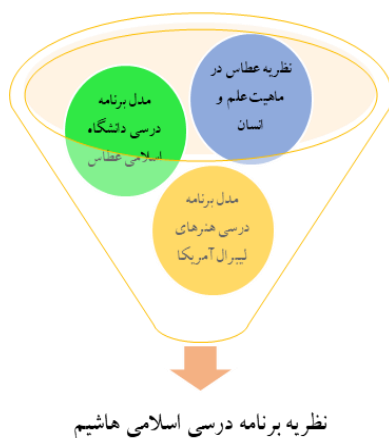 نظریه عطاس در
ماهیت علم و
انسان
مدل برنامه
درسی دانشگاه
اسلامی عطاس
مدل برنامه
درسی هنرهای
لیبرال آمریکا
نظریه برنامه درسی اسلامی هاشیم